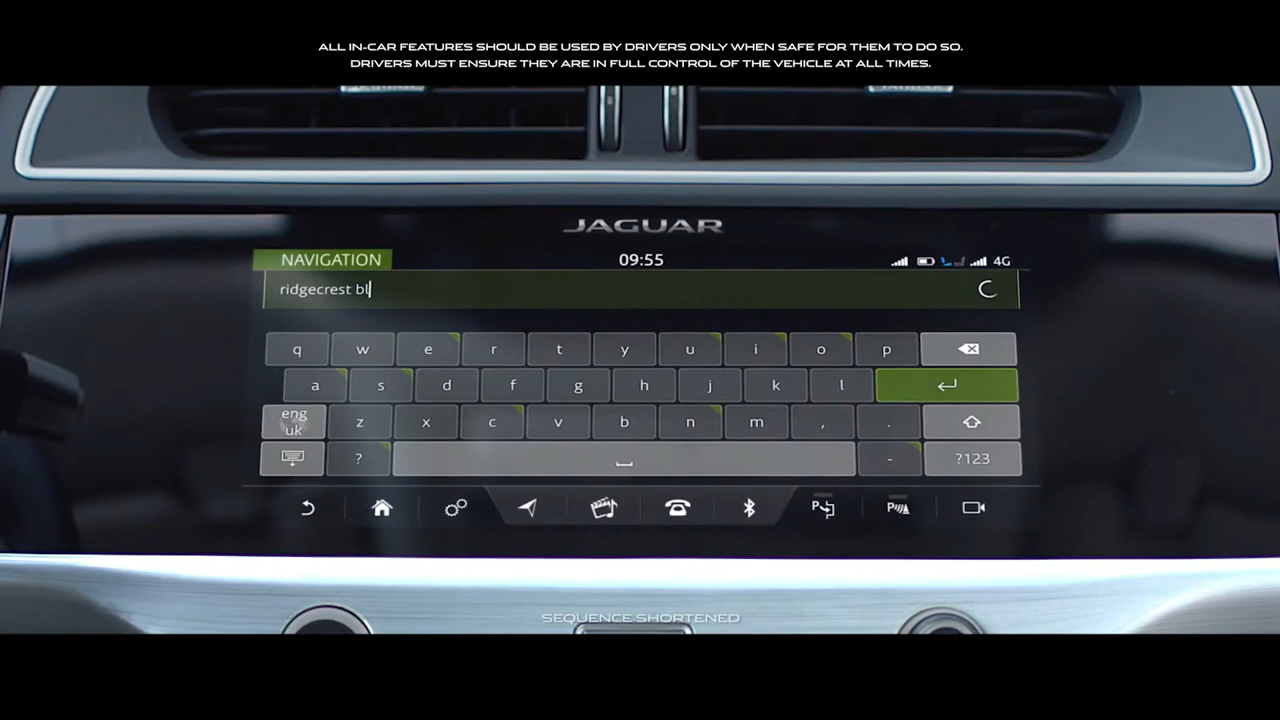 ALL IN-CAR FEATURES SHOULD BE USED BY DRIVERS ONLY WHEN SAFE FOR THEM TO DO SO.
DRIVERS MUST ENSURE THEY ARE IN FULL CONTROL OF THE VEHICLE AT ALL TIMES.
JAGUAR
NAVIGATION 09:55 4G
ridgecrest bl
q w e r t y u i o p
a s d f g h j k l
eng uk z x c v b n m , .
? - ?123
P P
SEQUENCE SHORTENED